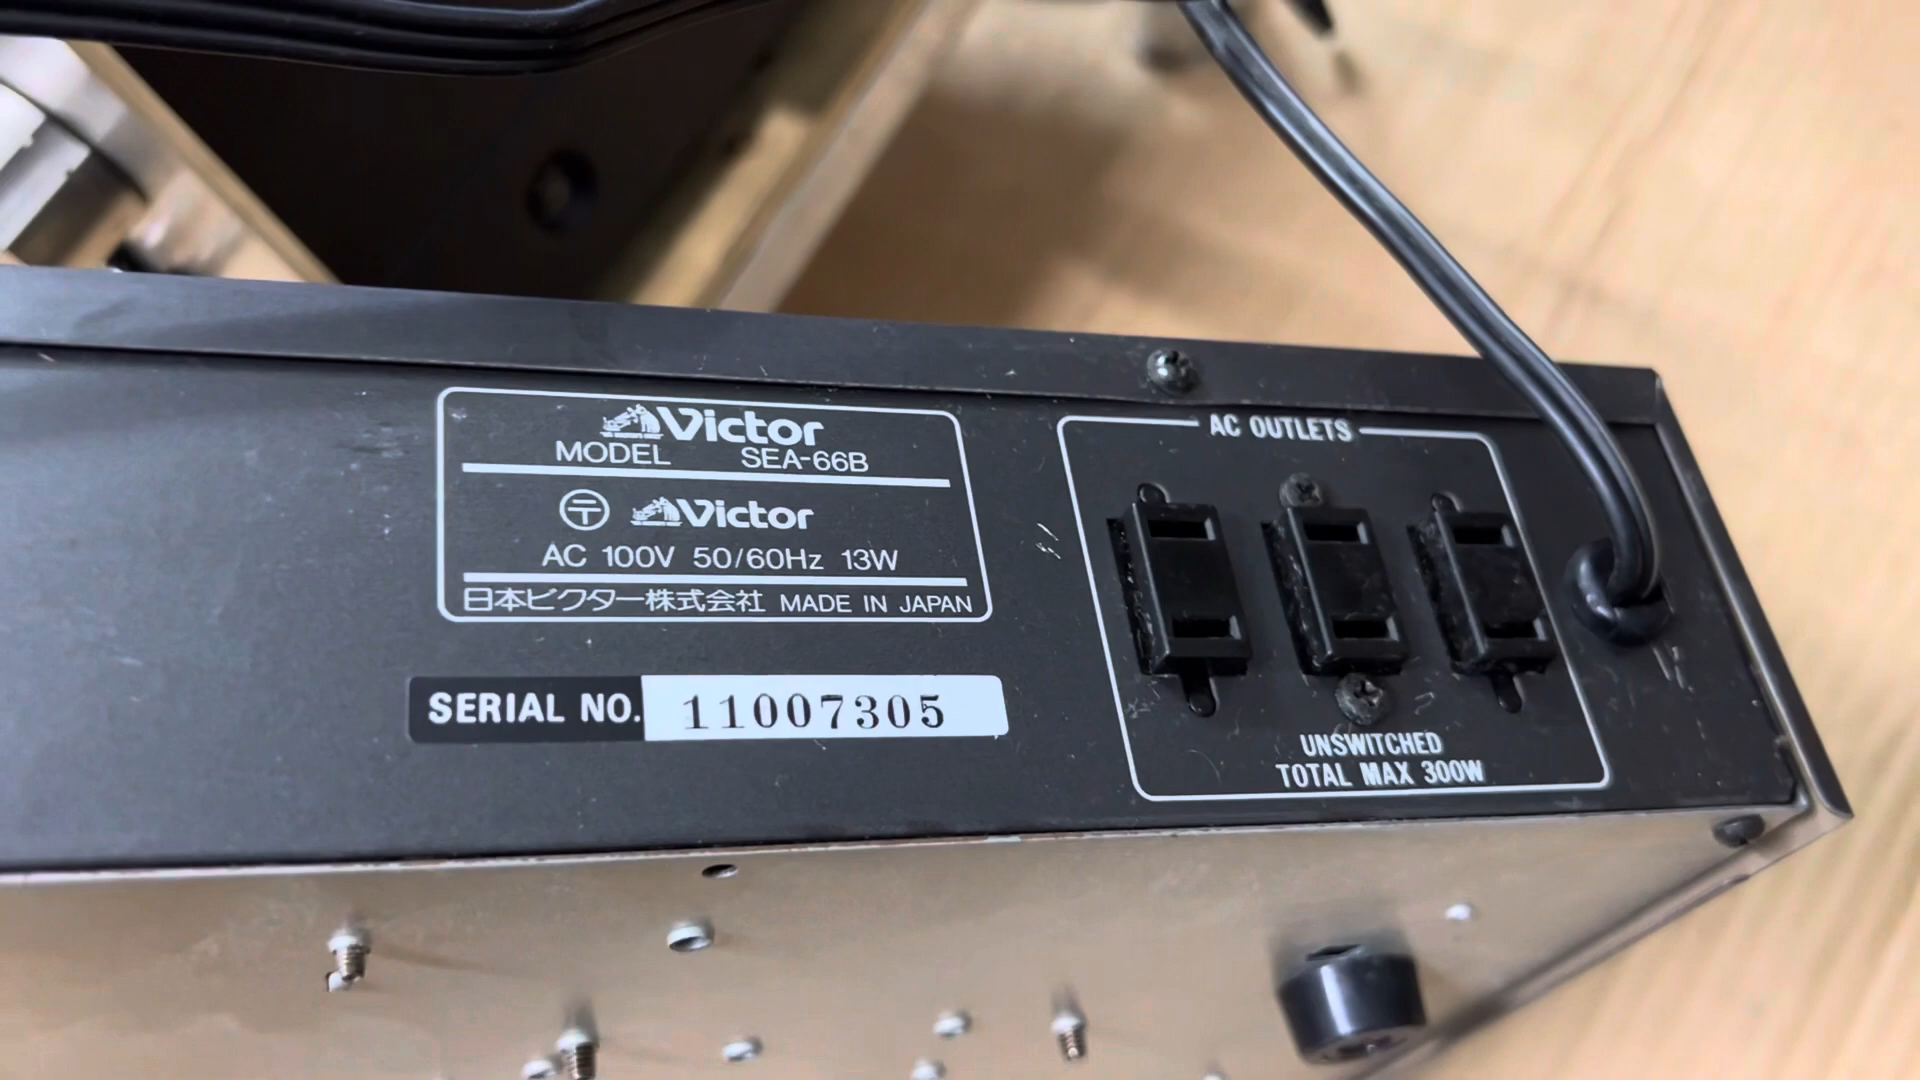 Victor
MODEL SEA-66B
〒 Victor
AC 100V 50/60Hz 13W
日本ビクター株式会社 MADE IN JAPAN
SERIAL NO. 11007305
AC OUTLETS
UNSWITCHED
TOTAL MAX 300W